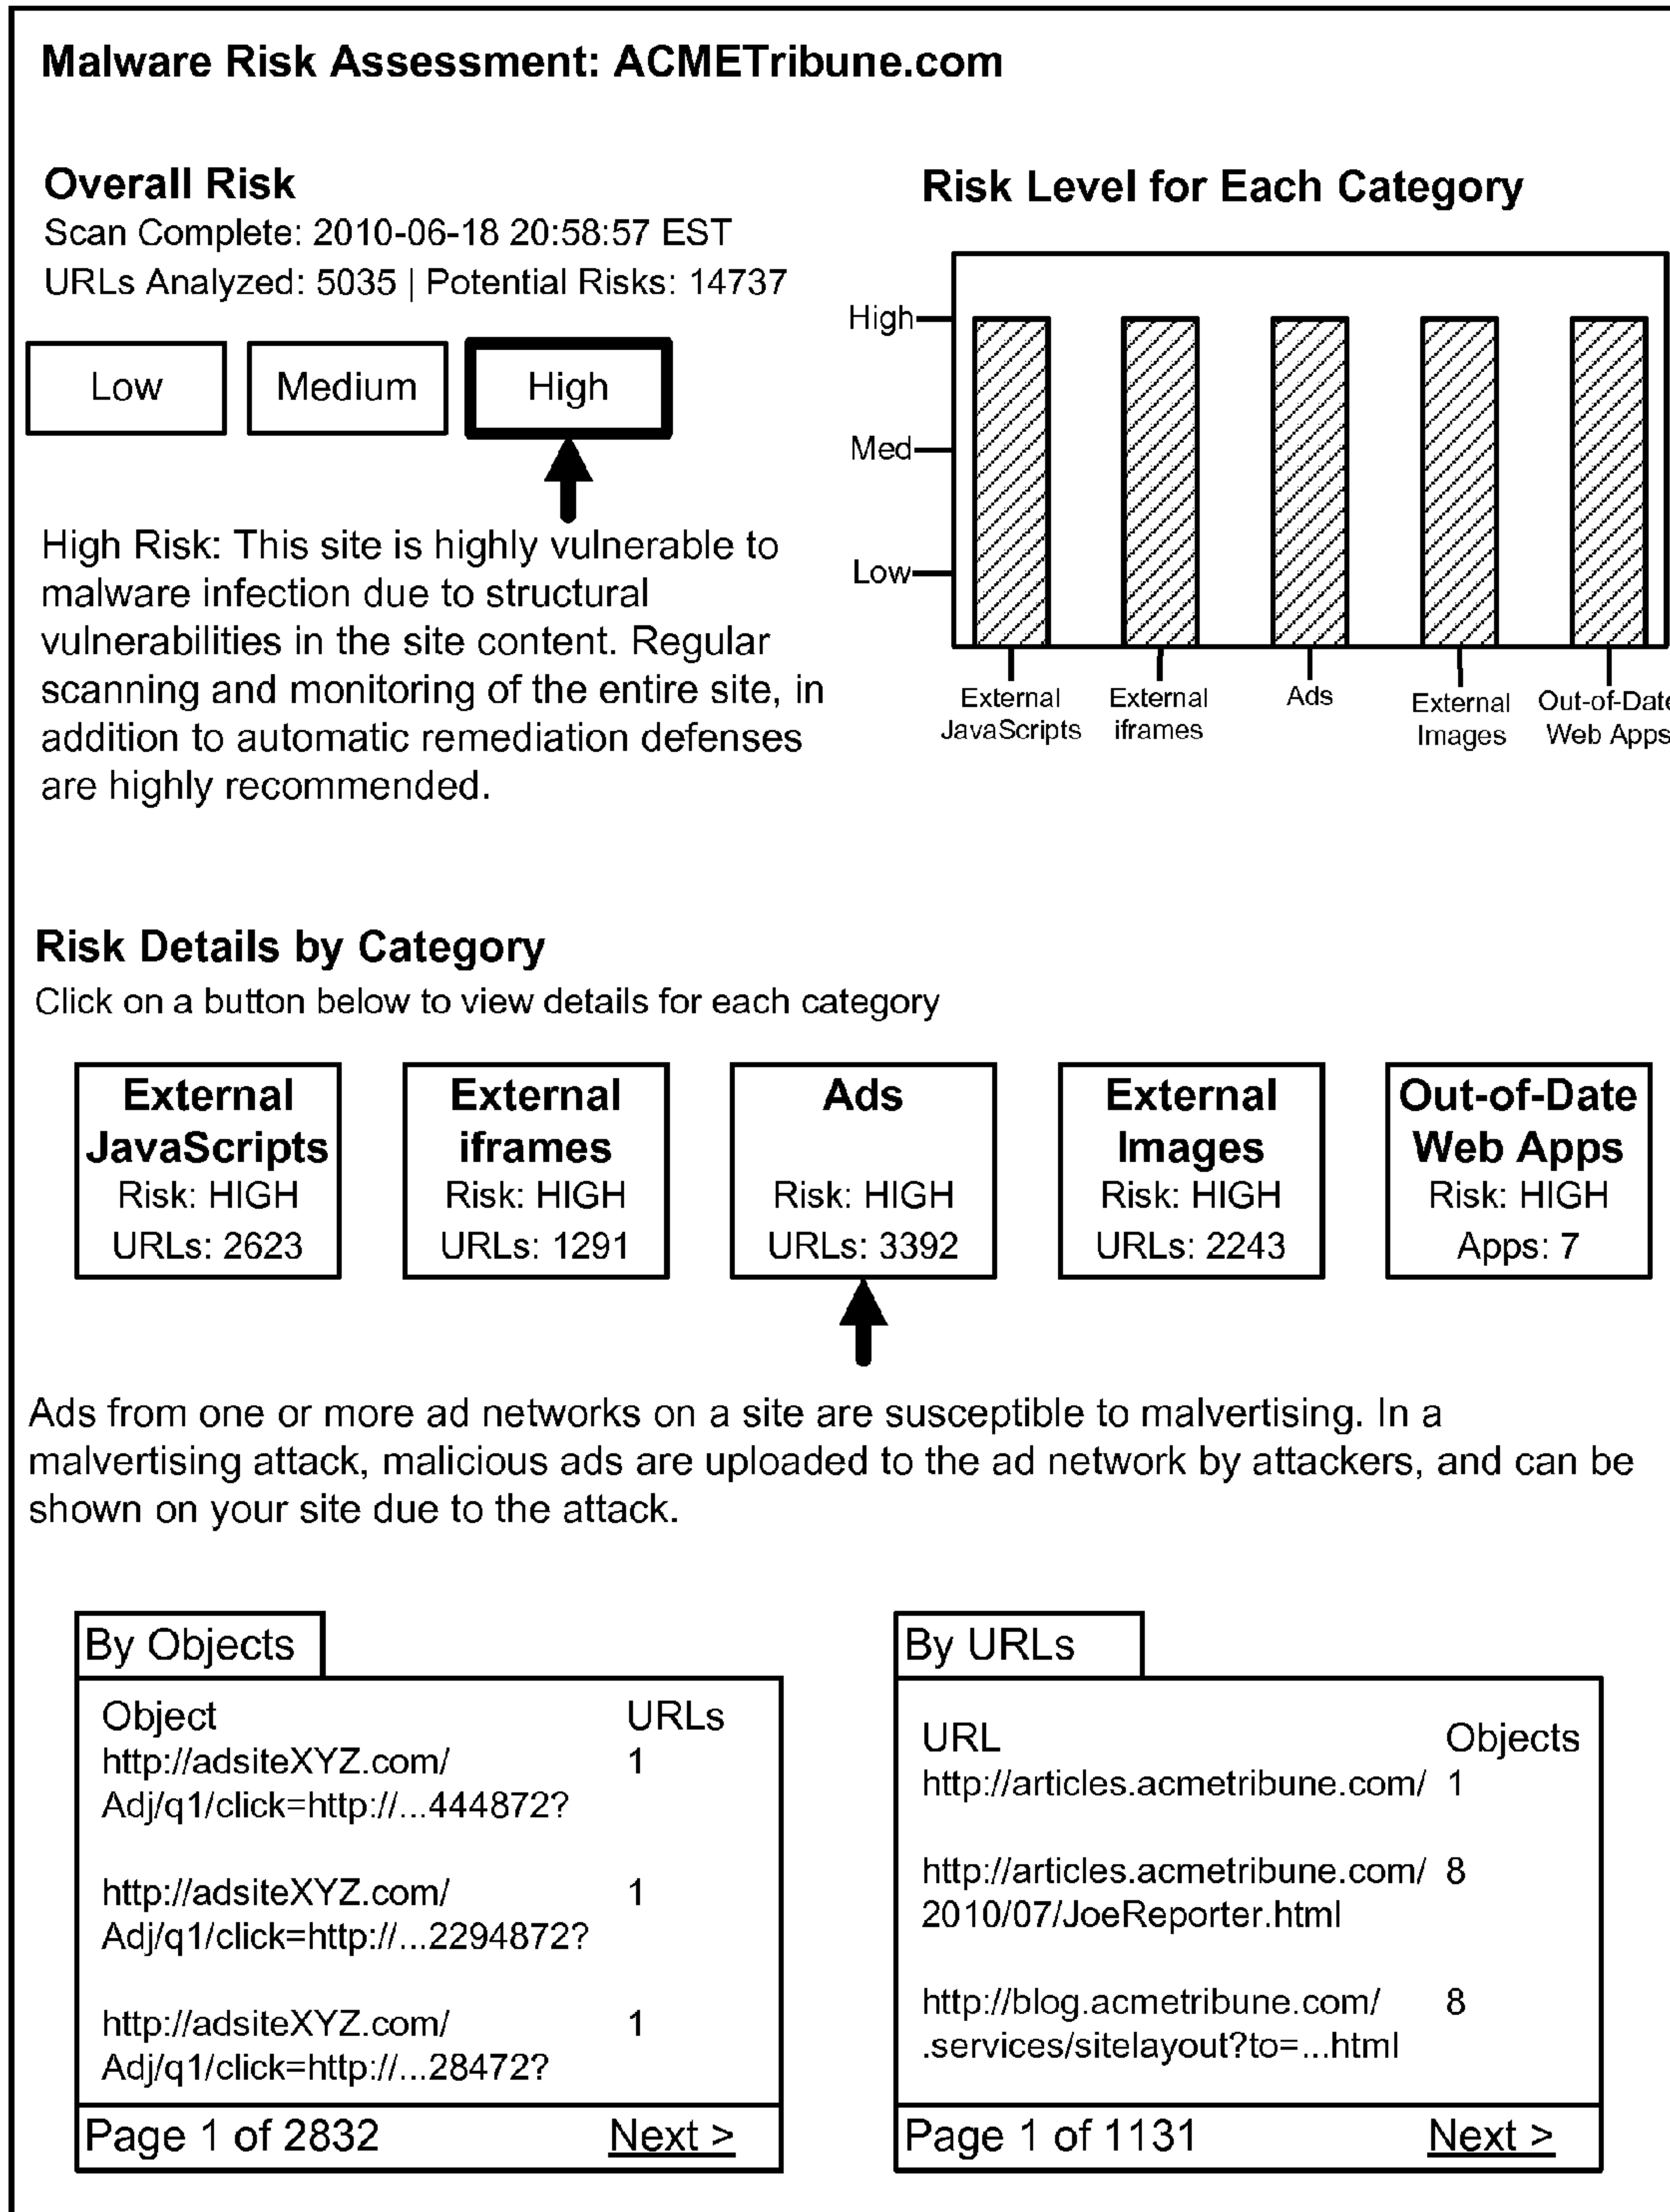 Malware Risk Assessment: ACMETribune.com
Overall Risk
Scan Complete: 2010-06-18 20:58:57 EST
URLs Analyzed: 5035 | Potential Risks: 14737
Low
Medium
High
High Risk: This site is highly vulnerable to
malware infection due to structural
vulnerabilities in the site content. Regular
scanning and monitoring of the entire site, in
addition to automatic remediation defenses
are highly recommended.
Risk Level for Each Category
High
Med
Low
External
JavaScripts
External
iframes
Ads
External
Images
Out-of-Date
Web Apps
Risk Details by Category
Click on a button below to view details for each category
External
JavaScripts
Risk: HIGH
URLs: 2623
External
iframes
Risk: HIGH
URLs: 1291
Ads
Risk: HIGH
URLs: 3392
External
Images
Risk: HIGH
URLs: 2243
Out-of-Date
Web Apps
Risk: HIGH
Apps: 7
Ads from one or more ad networks on a site are susceptible to malvertising. In a
malvertising attack, malicious ads are uploaded to the ad network by attackers, and can be
shown on your site due to the attack.
By Objects
Object URLs
http://adsiteXYZ.com/ 1
Adj/q1/click=http://...444872?
http://adsiteXYZ.com/ 1
Adj/q1/click=http://...2294872?
http://adsiteXYZ.com/ 1
Adj/q1/click=http://...28472?
Page 1 of 2832 Next >
By URLs
URL Objects
http://articles.acmetribune.com/ 1
http://articles.acmetribune.com/ 8
2010/07/JoeReporter.html
http://blog.acmetribune.com/ 8
.services/sitelayout?to=...html
Page 1 of 1131 Next >